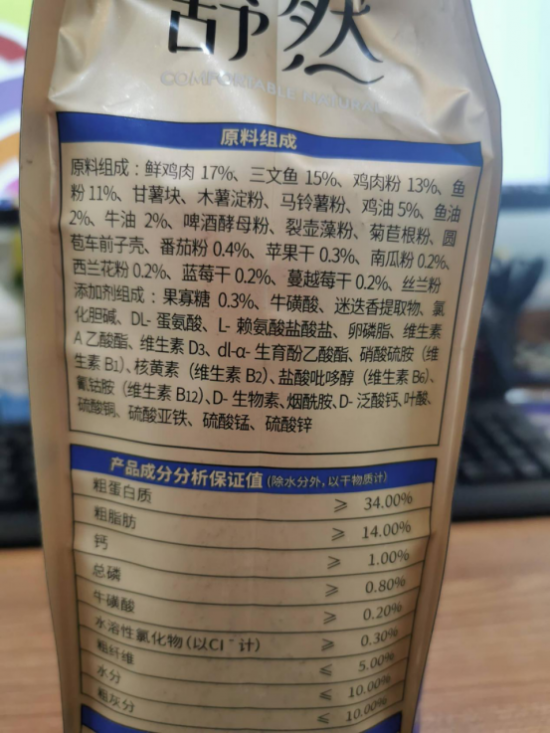 舒然
COMFORTABLE NATURAL
原料组成
原料组成：鲜鸡肉 17%、三文鱼 15%、鸡肉粉 13%、鱼
粉 11%、甘薯块、木薯淀粉、马铃薯粉、鸡油 5%、鱼油
2%、牛油 2%、啤酒酵母粉、裂壶藻粉、菊苣根粉、圆
苞车前子壳、番茄粉 0.4%、苹果干 0.3%、南瓜粉 0.2%、
西兰花粉 0.2%、蓝莓干 0.2%、蔓越莓干 0.2%、丝兰粉
添加剂组成：果寡糖 0.3%、牛磺酸、迷迭香提取物、氯
化胆碱、DL- 蛋氨酸、L- 赖氨酸盐酸盐、卵磷脂、维生素
A 乙酸酯、维生素 D3、dl-α- 生育酚乙酸酯、硝酸硫胺（维
生素 B1）、核黄素（维生素 B2）、盐酸吡哆醇（维生素 B6）、
氰钴胺（维生素 B12）、D- 生物素、烟酰胺、D- 泛酸钙、叶酸、
硫酸铜、硫酸亚铁、硫酸锰、硫酸锌
产品成分分析保证值（除水分外，以干物质计）
粗蛋白质 ≥ 34.00%
粗脂肪 ≥ 14.00%
钙 ≥ 1.00%
总磷 ≥ 0.80%
牛磺酸 ≥ 0.20%
水溶性氯化物（以Cl⁻计） ≥ 0.30%
粗纤维 ≤ 5.00%
水分 ≤ 10.00%
粗灰分 ≤ 10.00%